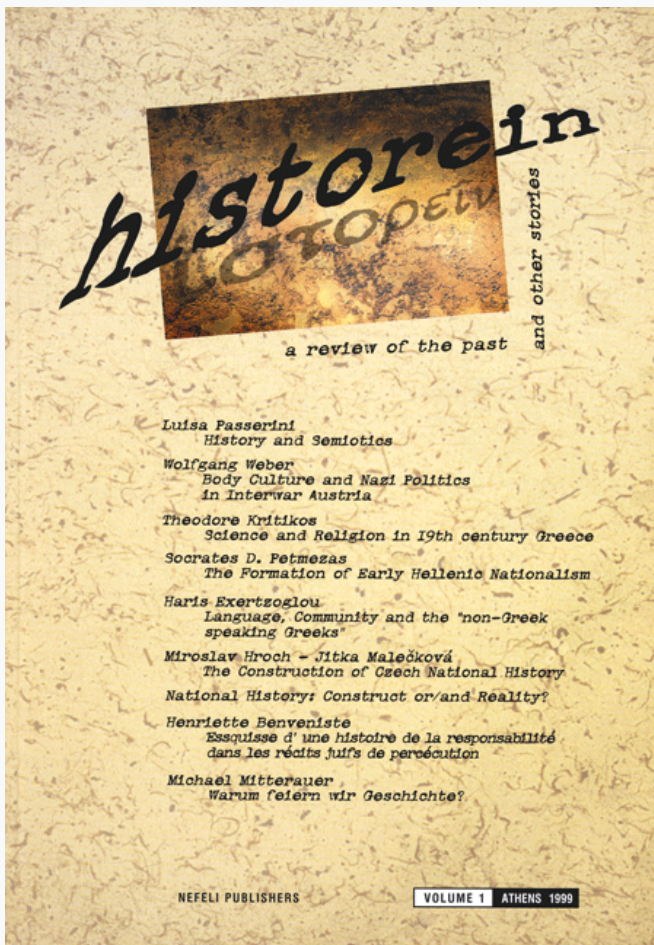 historein
ἱστορεῖν
a review of the past
and other stories
Luisa Passerini
History and Semiotics
Wolfgang Weber
Body Culture and Nazi Politics
in Interwar Austria
Theodore Kritikos
Science and Religion in I9th century Greece
Socrates D. Petmezas
The Formation of Early Hellenic Nationalism
Haris Exertzoglou
Language, Community and the "non-Greek
speaking Greeks"
Miroslav Hroch - Jitka Malečková
The Construction of Czech National History
National History: Construct or/and Reality?
Henriette Benveniste
Essquisse d' une histoire de la responsabilité
dans les récits juifs de percécution
Michael Mitterauer
Warum feiern wir Geschichte?
NEFELI PUBLISHERS
VOLUME 1 ATHENS 1999